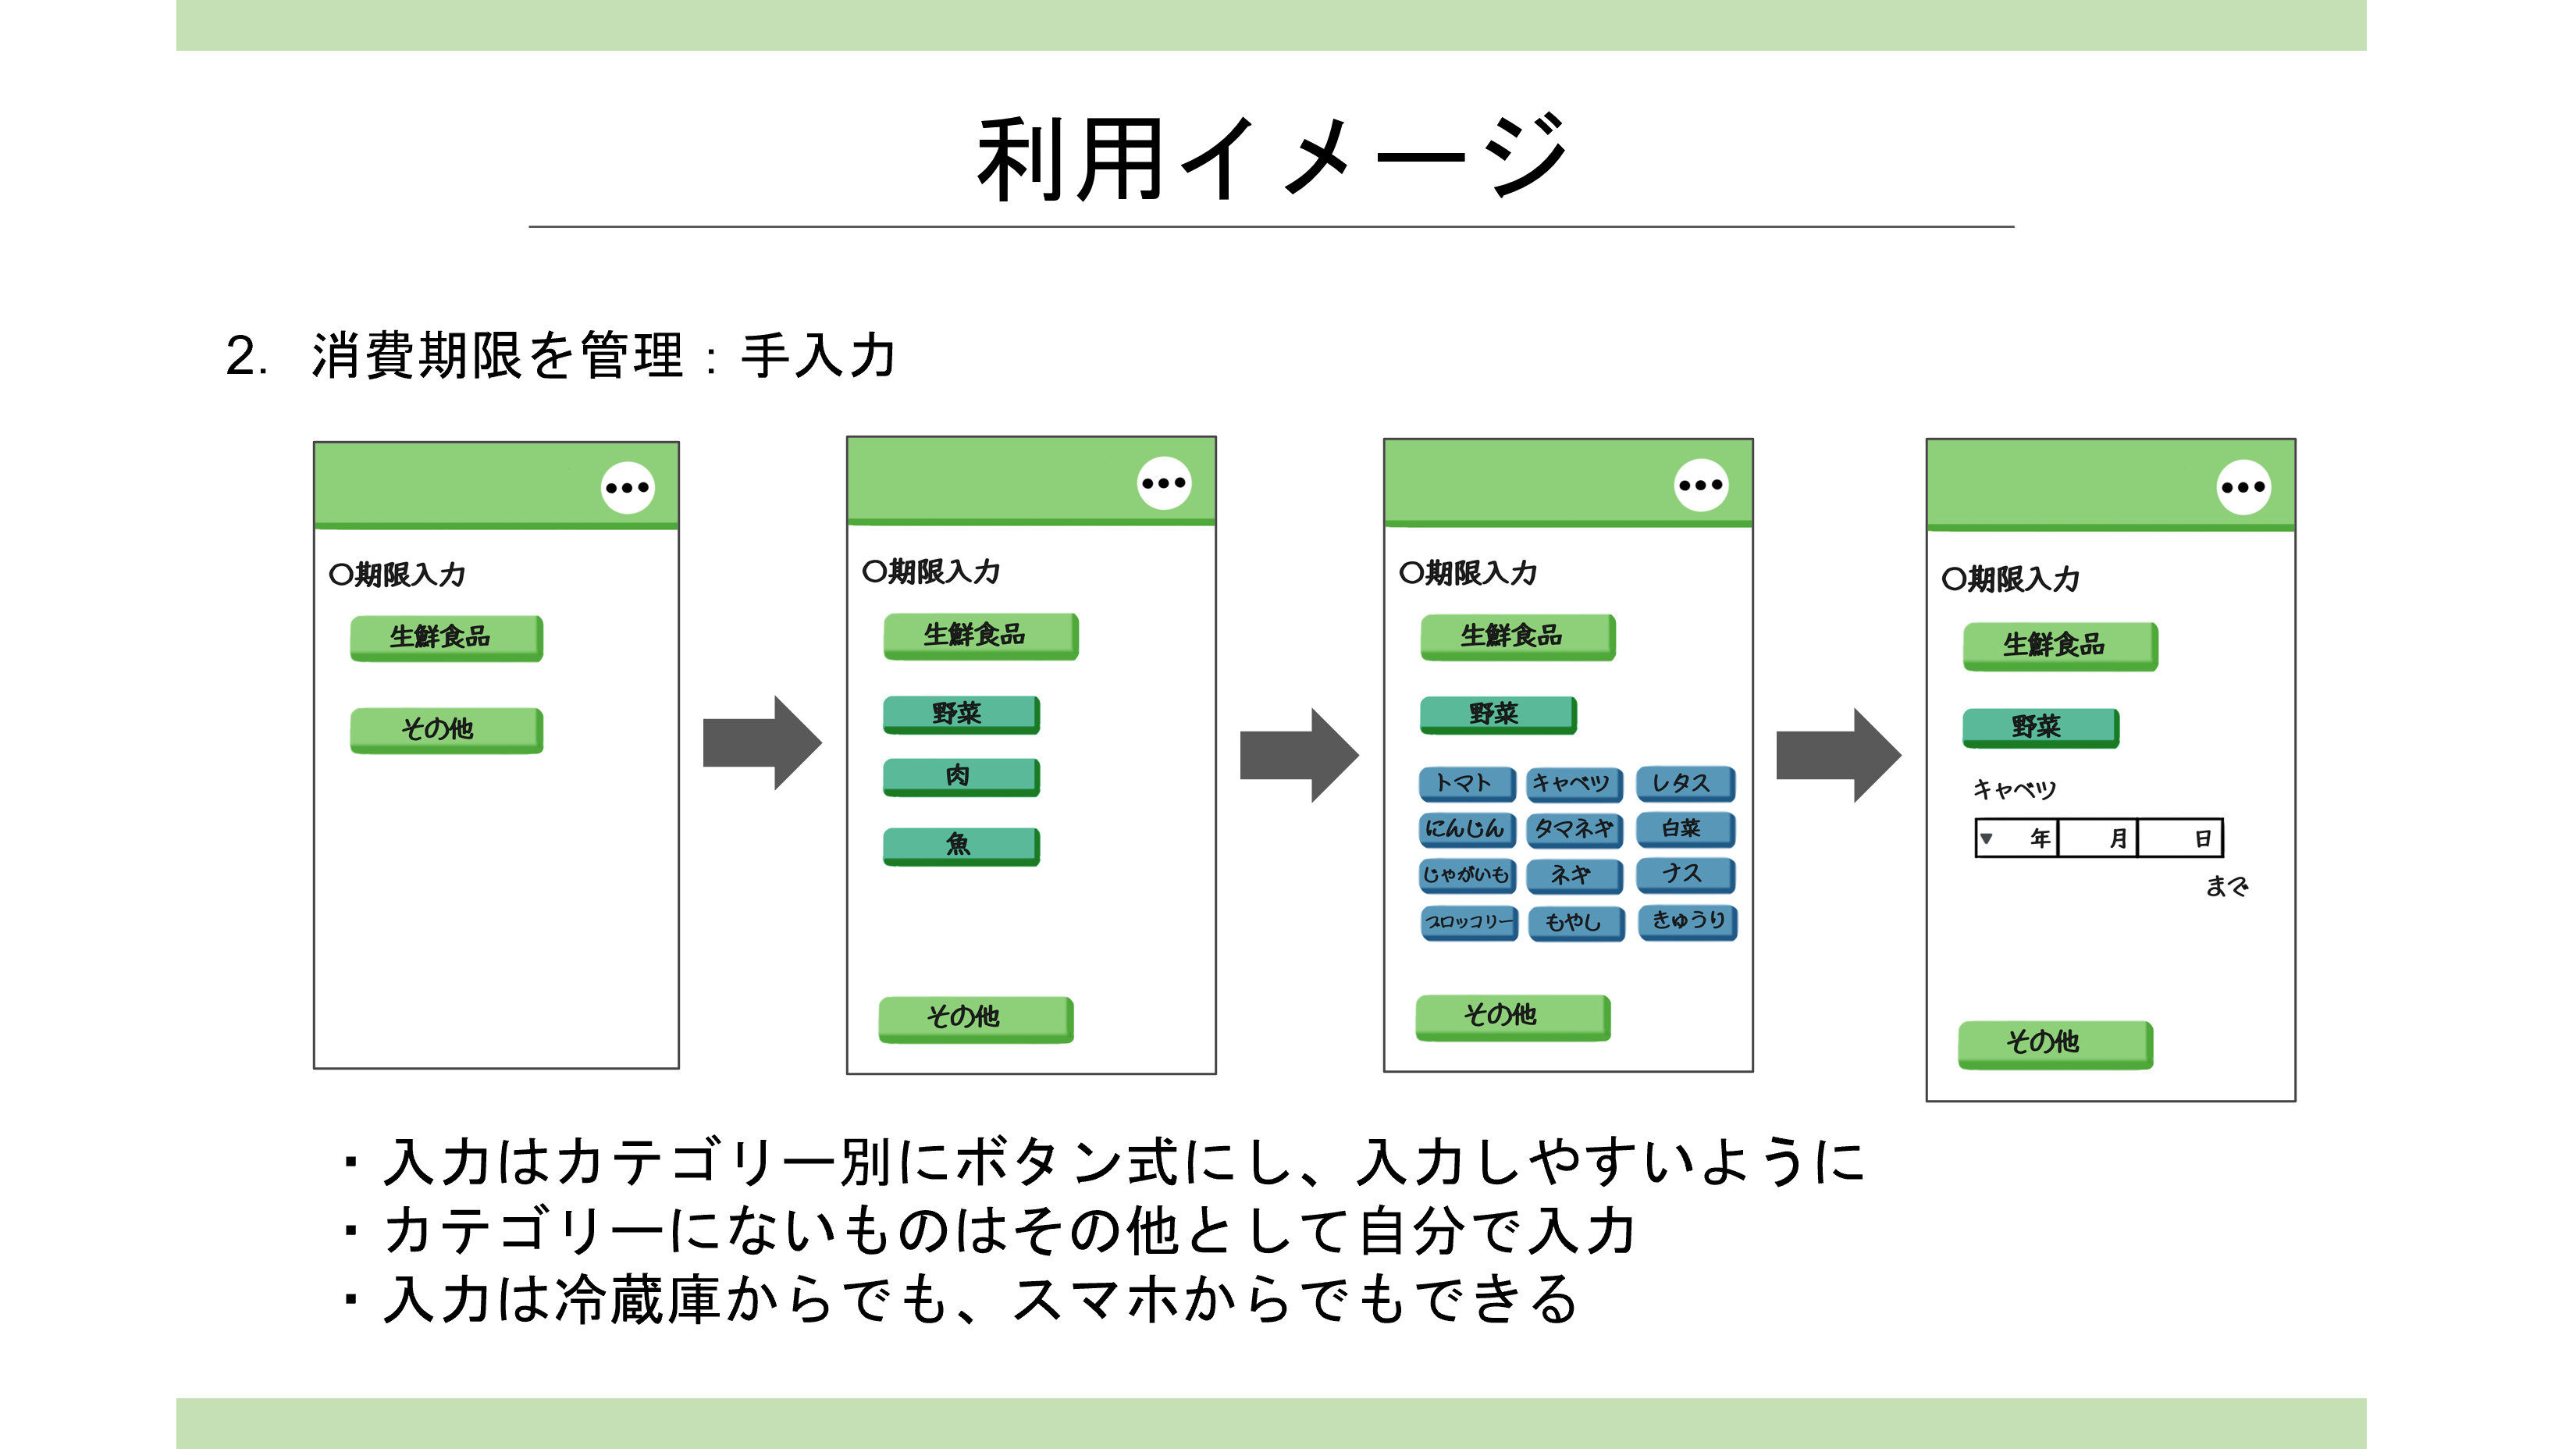 利用イメージ
2. 消費期限を管理：手入力
〇期限入力
生鮮食品
その他
〇期限入力
生鮮食品
野菜
肉
魚
その他
〇期限入力
生鮮食品
野菜
トマト キャベツ レタス
にんじん タマネギ 白菜
じゃがいも ネギ ナス
ブロッコリー もやし きゅうり
その他
〇期限入力
生鮮食品
野菜
キャベツ
▼ 年 月 日
まで
その他
・入力はカテゴリー別にボタン式にし、入力しやすいように
・カテゴリーにないものはその他として自分で入力
・入力は冷蔵庫からでも、スマホからでもできる